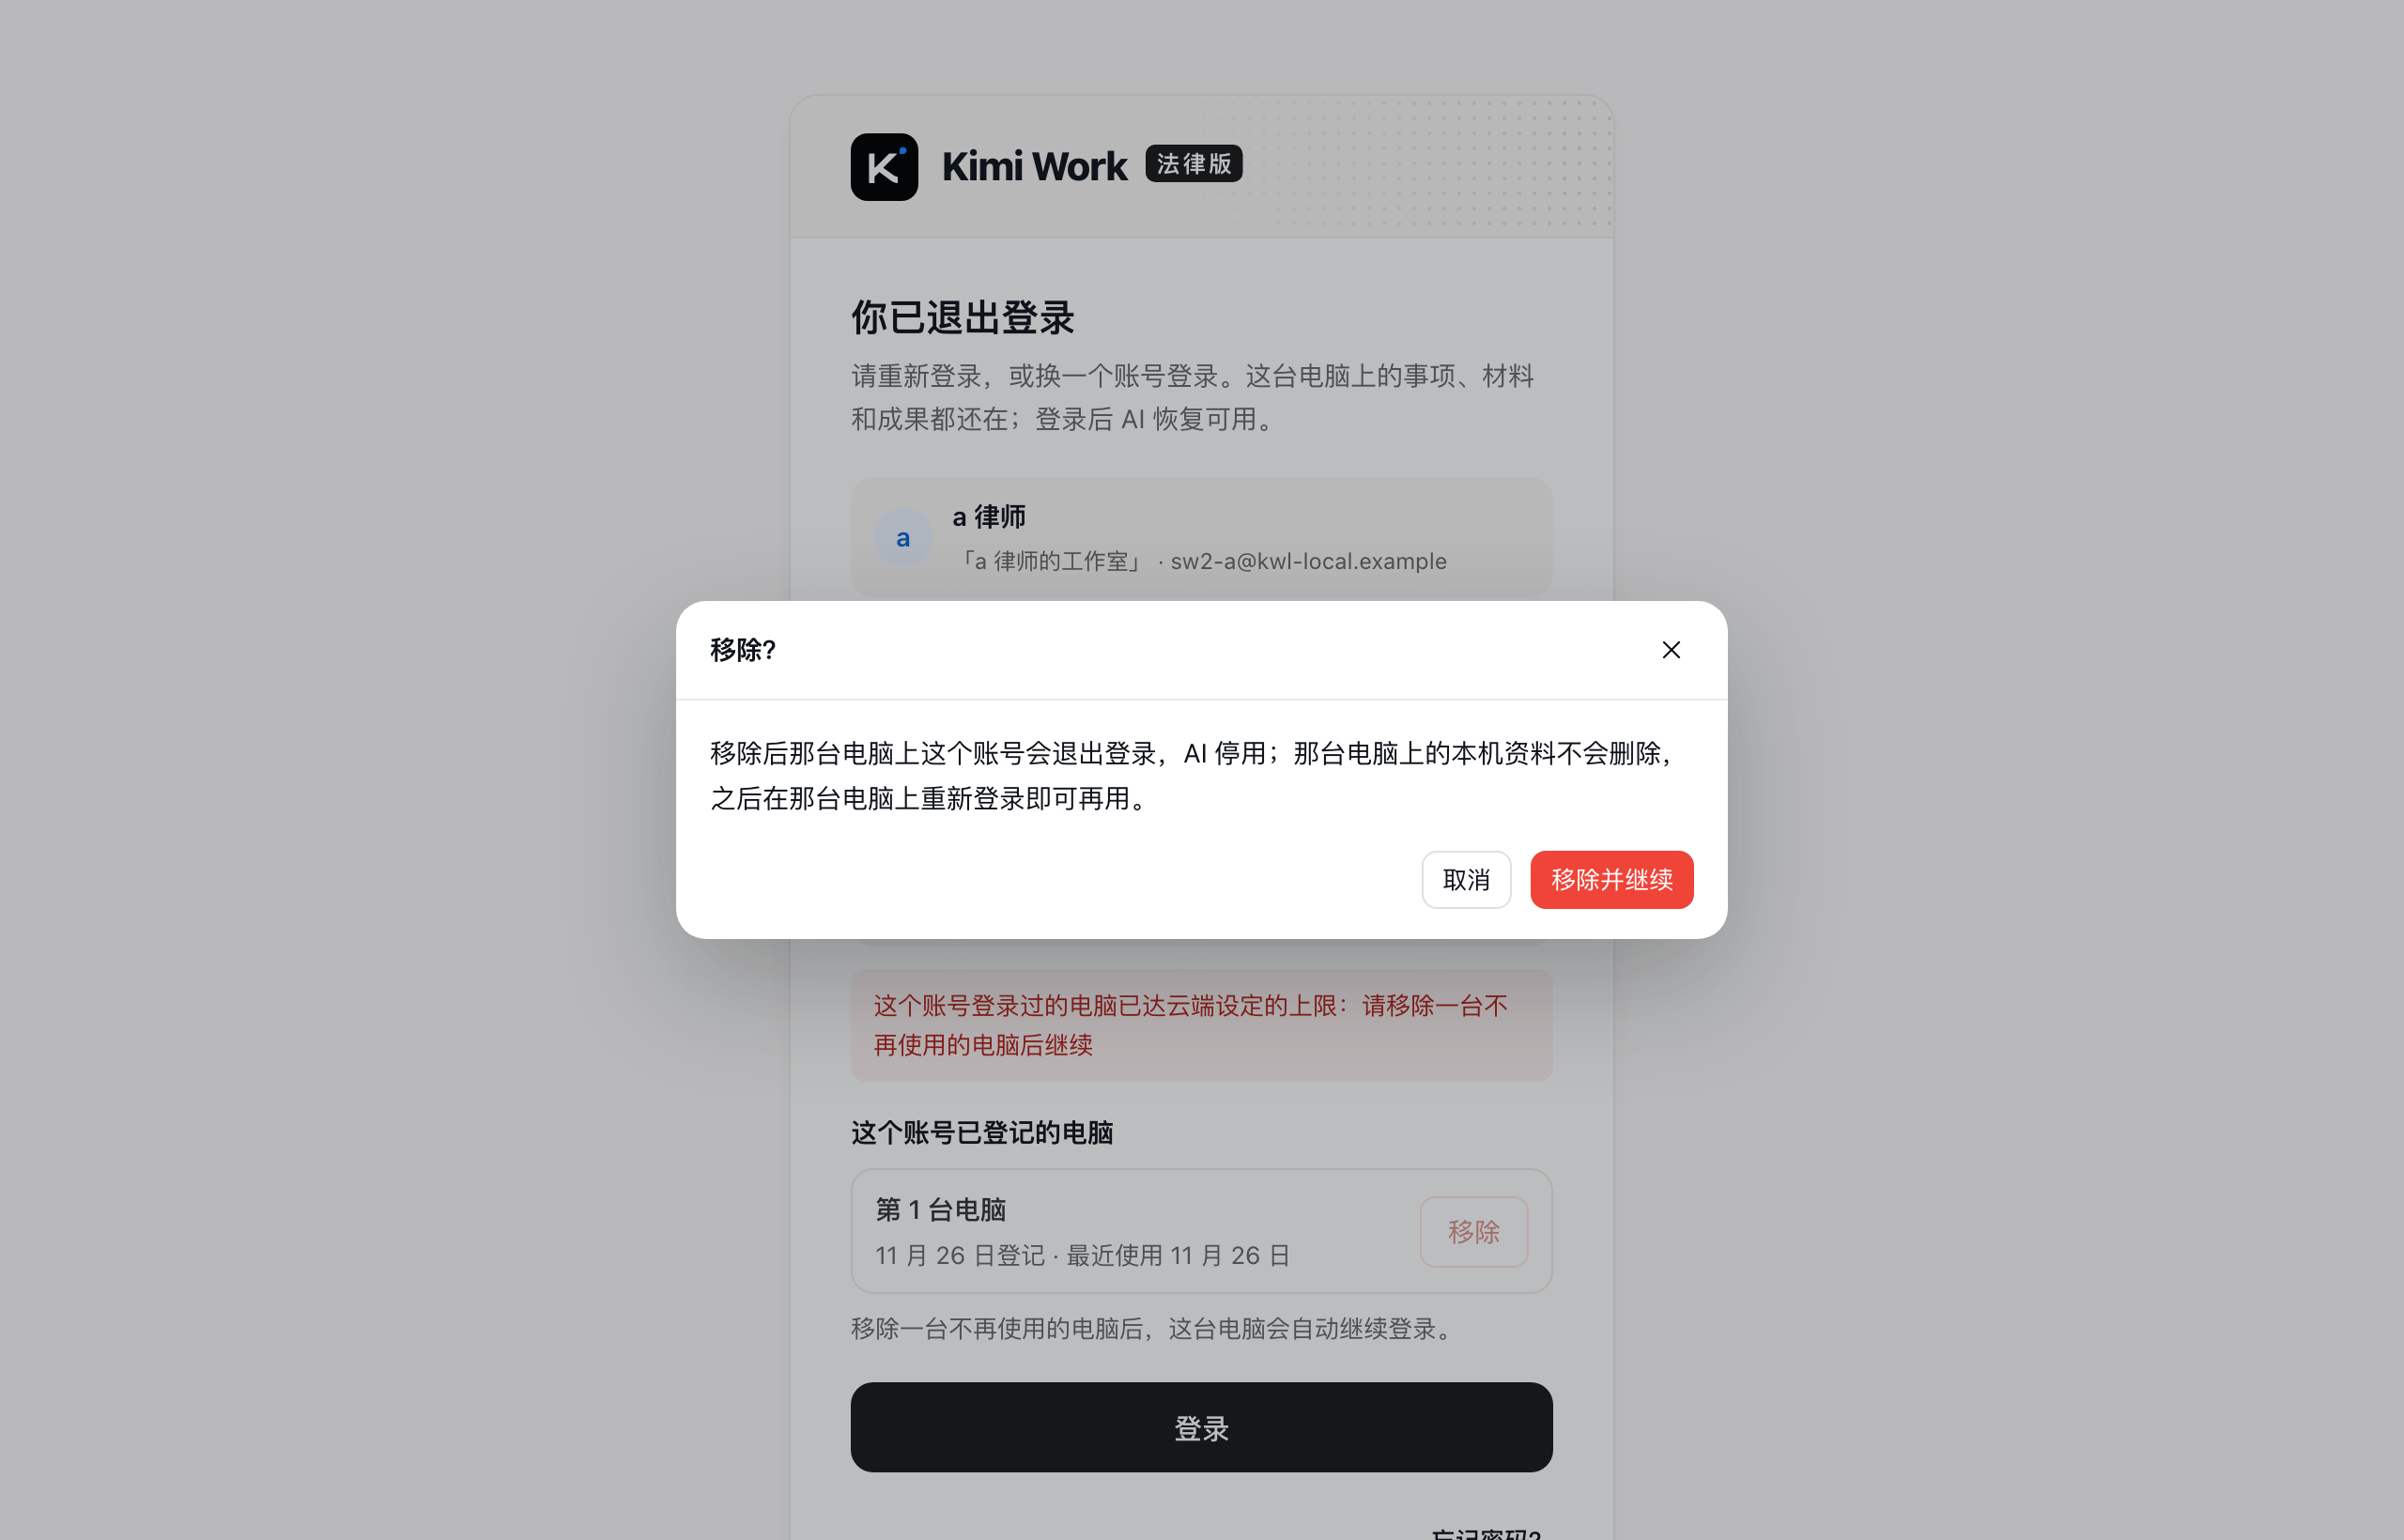 Kimi Work 法律版
你已退出登录
请重新登录，或换一个账号登录。这台电脑上的事项、材料
和成果都还在；登录后 AI 恢复可用。
a
a 律师
「a 律师的工作室」 · sw2-a@kwl-local.example
移除?
移除后那台电脑上这个账号会退出登录，AI 停用；那台电脑上的本机资料不会删除，
之后在那台电脑上重新登录即可再用。
取消
移除并继续
这个账号登录过的电脑已达云端设定的上限：请移除一台不
再使用的电脑后继续
这个账号已登记的电脑
第 1 台电脑
11 月 26 日登记 · 最近使用 11 月 26 日
移除
移除一台不再使用的电脑后，这台电脑会自动继续登录。
登录
忘记密码?